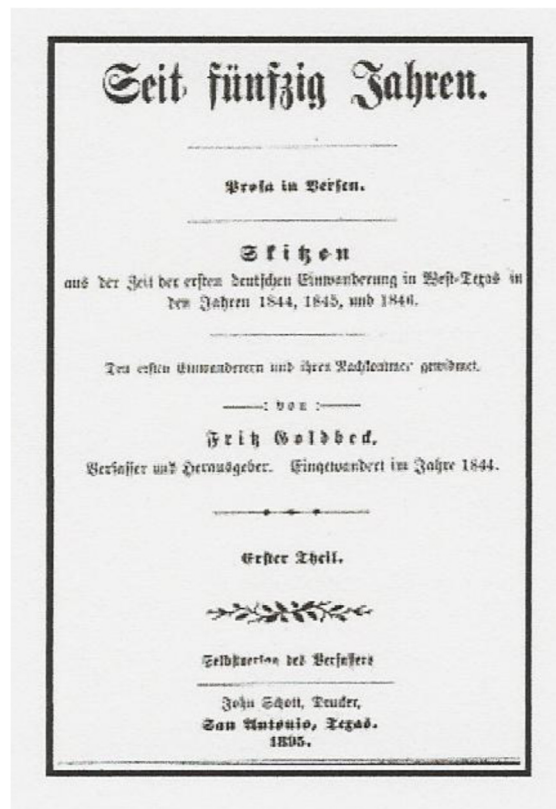 Seit fünfzig Jahren.
Prosa in Versen.
Skitzen
aus der Zeit der ersten deutschen Einwanderung in West-Texas in
den Jahren 1844, 1845, und 1846.
Den ersten Einwanderern und ihren Nachkommen gewidmet.
: von :
Fritz Goldbeck,
Verfasser und Herausgeber. Eingewandert im Jahre 1844.
Erster Theil.
Selbstverlag des Verfassers
John Schott, Drucker,
San Antonio, Texas.
1895.